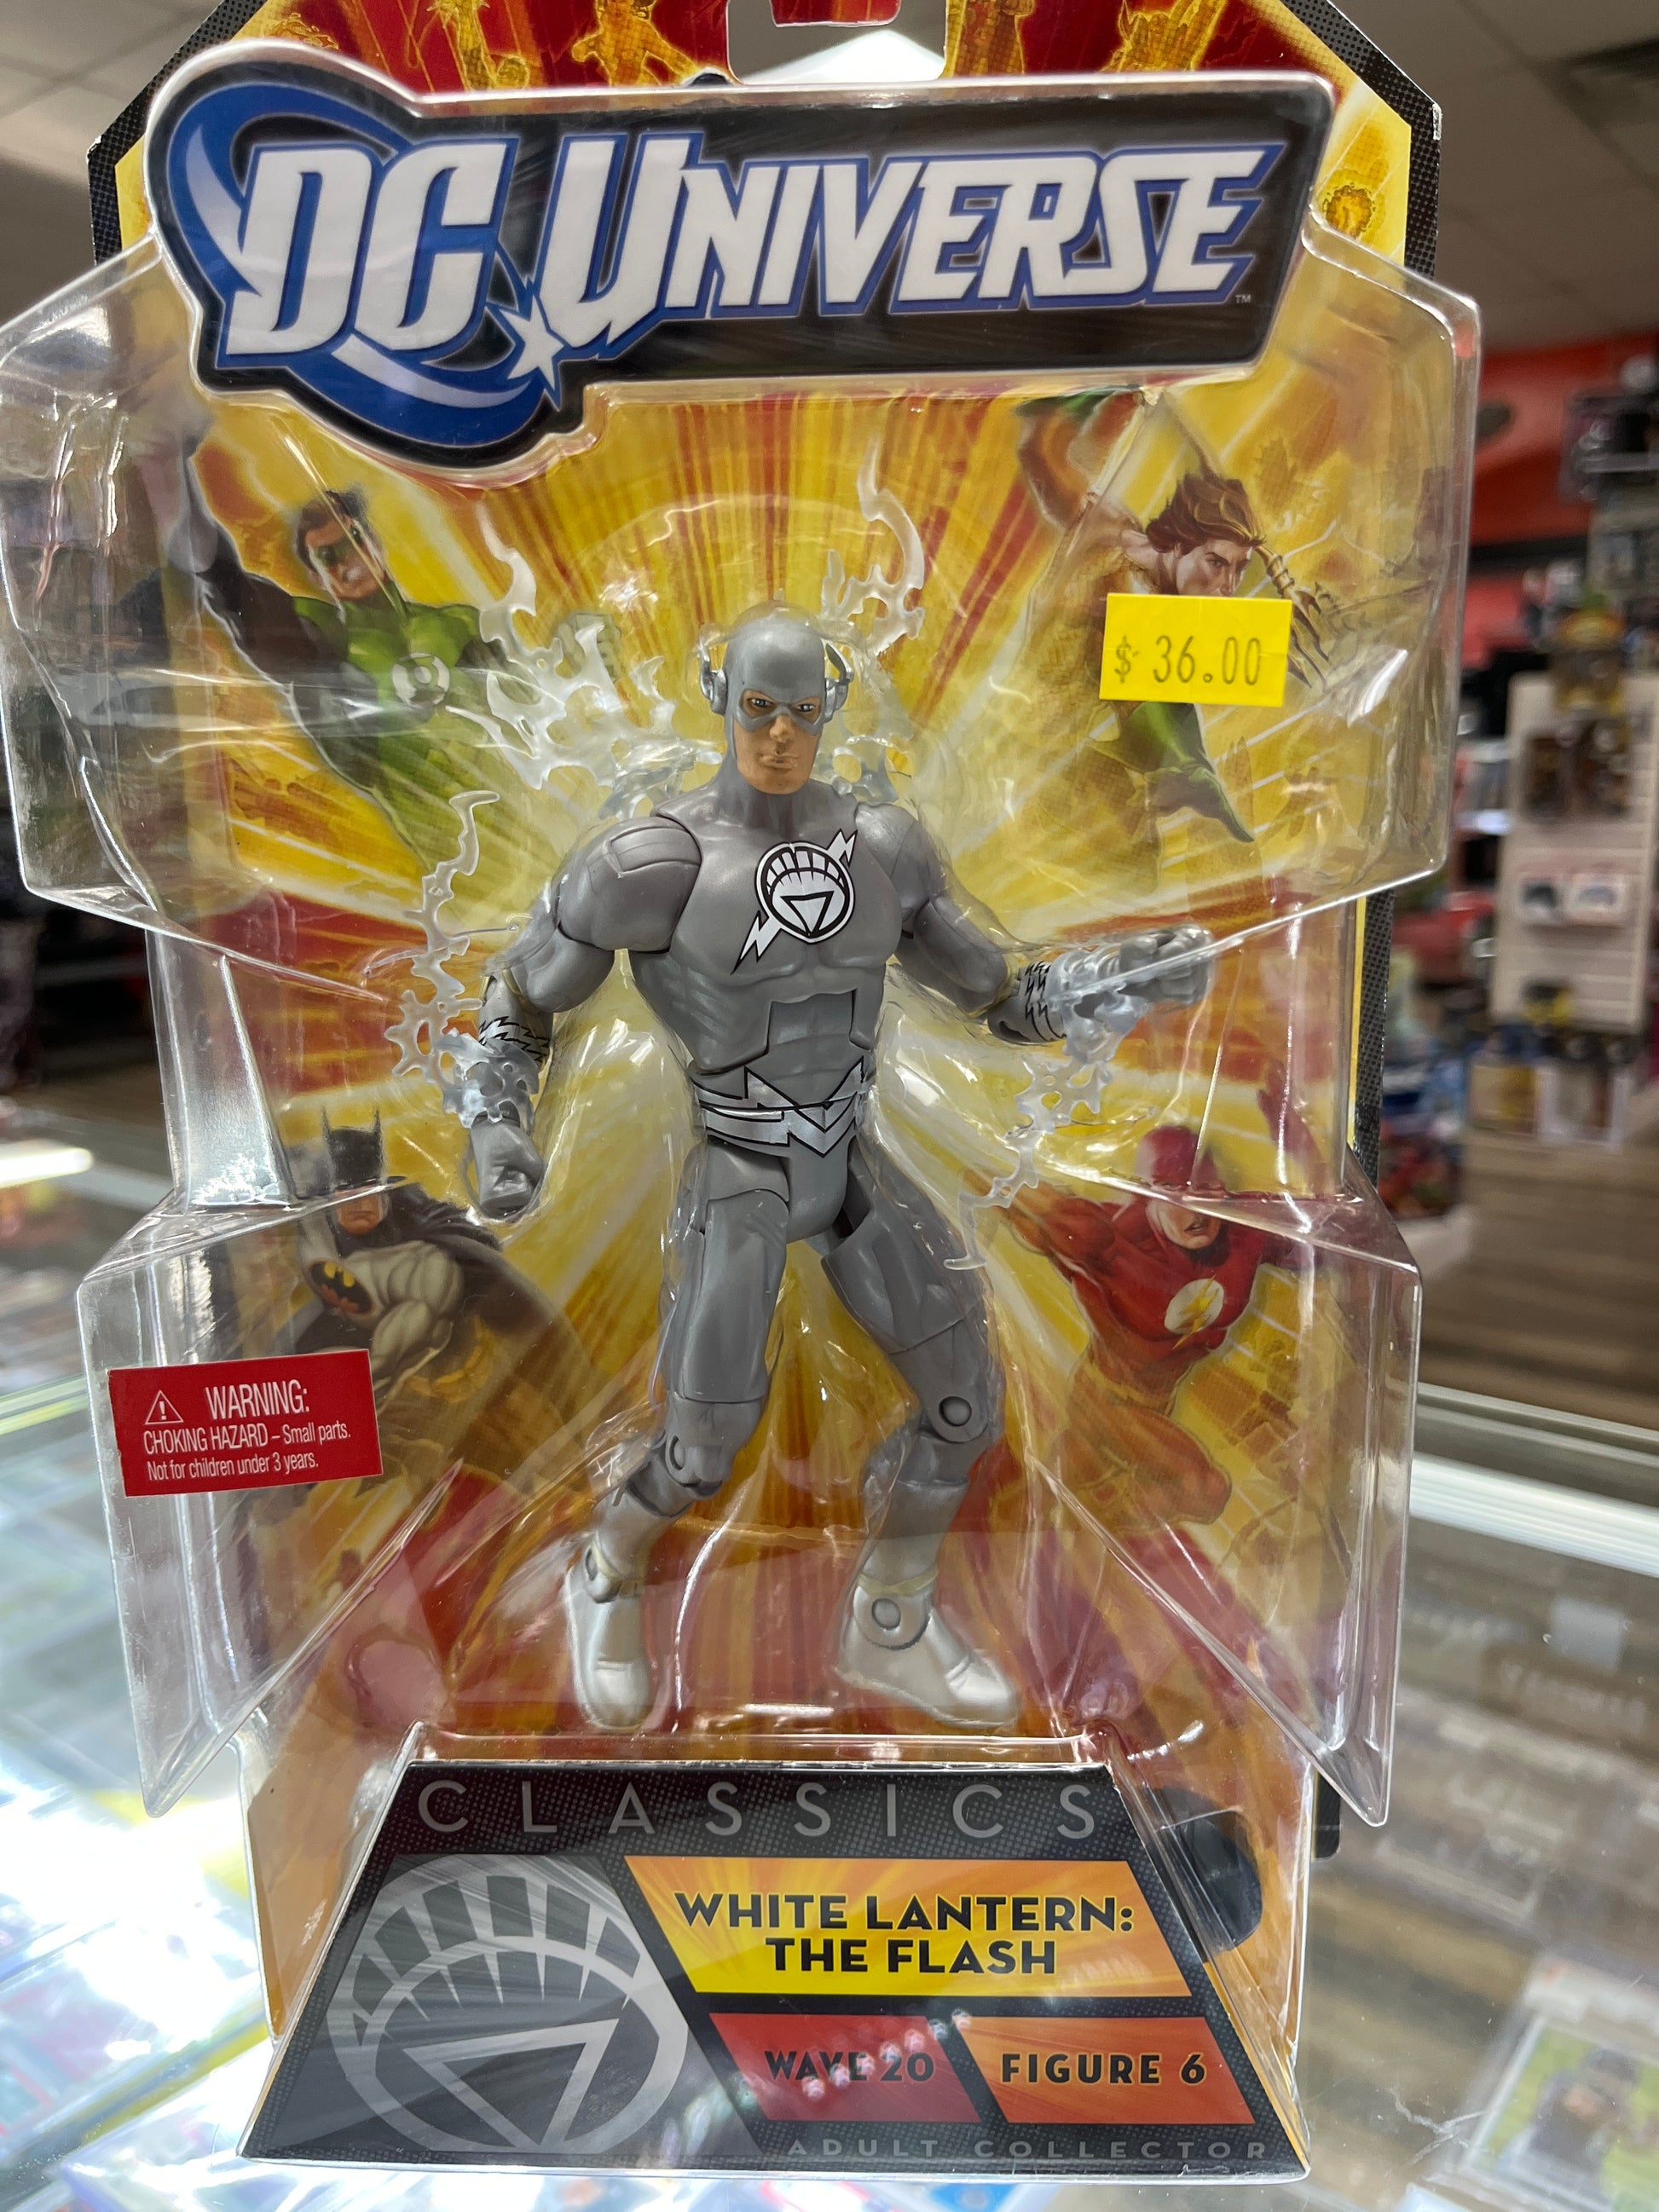 DC UNIVERSE™
$ 36.00
WARNING:
CHOKING HAZARD – Small parts.
Not for children under 3 years.
CLASSICS
WHITE LANTERN:
THE FLASH
WAVE 20
FIGURE 6
ADULT COLLECTOR